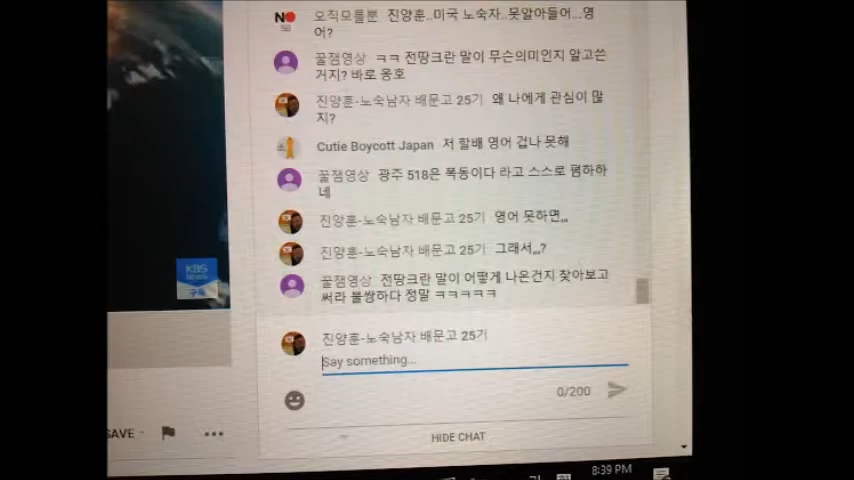 NO
오직모를뿐 진양훈..미국 노숙자..못알아들어...영
어?
꿀잼영상 ㅋㅋ 전땅크란 말이 무슨의미인지 알고쓴
거지? 바로 옹호
진양훈-노숙남자 배문고 25기 왜 나에게 관심이 많
지?
Cutie Boycott Japan 저 할배 영어 겁나 못해
꿀잼영상 광주 518은 폭동이다 라고 스스로 폄하하
네
진양훈-노숙남자 배문고 25기 영어 못하면,,,
진양훈-노숙남자 배문고 25기 그래서,,,?
꿀잼영상 전땅크란 말이 어떻게 나온건지 찾아보고
써라 불쌍하다 정말 ㅋㅋㅋㅋㅋ
KBS
NEWS
구독
진양훈-노숙남자 배문고 25기
Say something...
0/200
SAVE
HIDE CHAT
8:39 PM